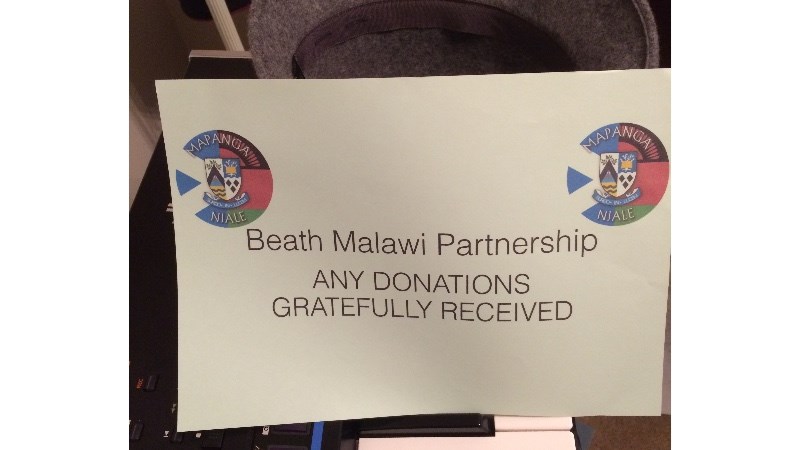 MAPANGA
NIALE
MAPANGA
NIALE
Beath Malawi Partnership
ANY DONATIONS
GRATEFULLY RECEIVED